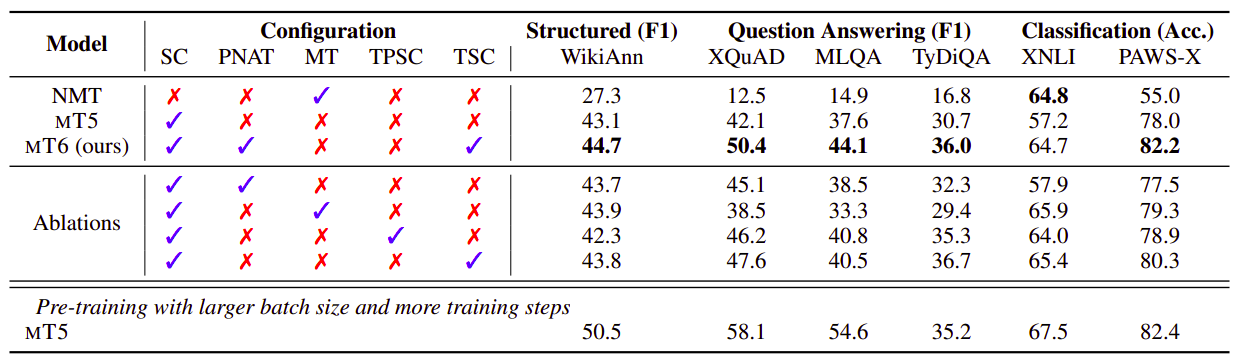 Model Configuration Structured (F1) Question Answering (F1) Classification (Acc.)
SC PNAT MT TPSC TSC WikiAnn XQuAD MLQA TyDiQA XNLI PAWS-X
NMT ✗ ✗ ✓ ✗ ✗ 27.3 12.5 14.9 16.8 64.8 55.0
MT5 ✓ ✗ ✗ ✗ ✗ 43.1 42.1 37.6 30.7 57.2 78.0
MT6 (ours) ✓ ✓ ✗ ✗ ✓ 44.7 50.4 44.1 36.0 64.7 82.2
Ablations ✓ ✓ ✗ ✗ ✗ 43.7 45.1 38.5 32.3 57.9 77.5
✓ ✗ ✓ ✗ ✗ 43.9 38.5 33.3 29.4 65.9 79.3
✓ ✗ ✗ ✓ ✗ 42.3 46.2 40.8 35.3 64.0 78.9
✓ ✗ ✗ ✗ ✓ 43.8 47.6 40.5 36.7 65.4 80.3
Pre-training with larger batch size and more training steps
MT5 50.5 58.1 54.6 35.2 67.5 82.4